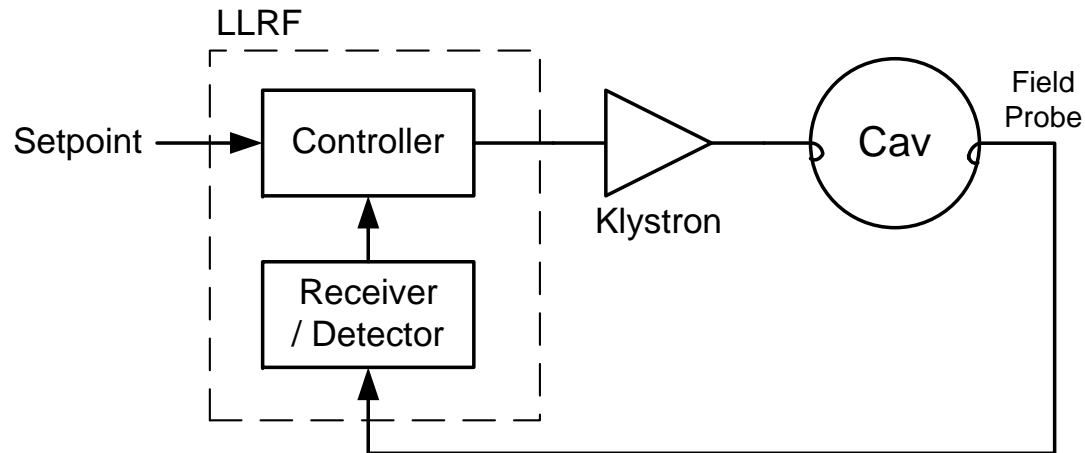 LLRF
Setpoint
Controller
Klystron
Cav
Field
Probe
Receiver
/ Detector